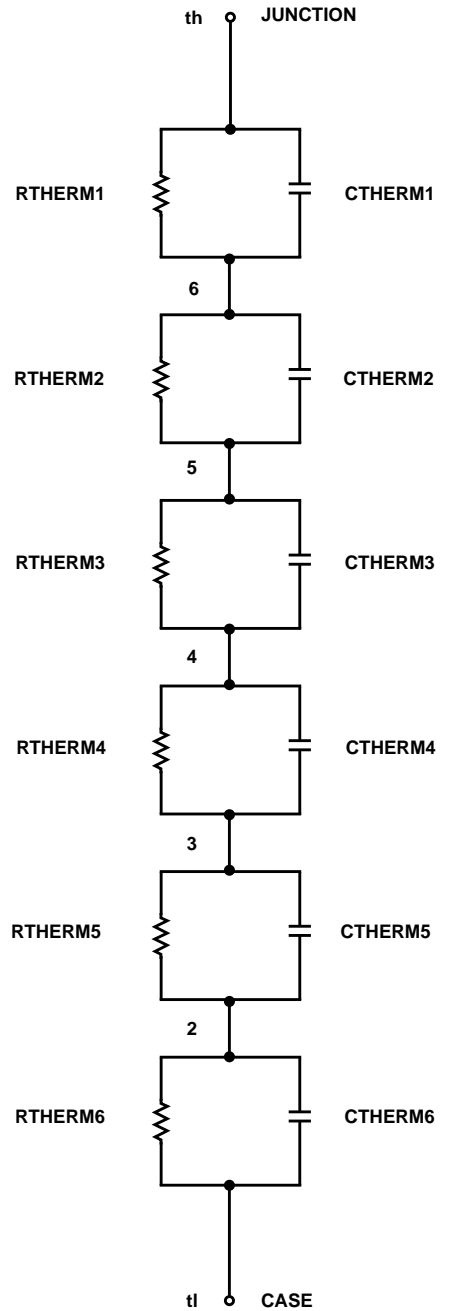 th JUNCTION
RTHERM1 CTHERM1
6
RTHERM2 CTHERM2
5
RTHERM3 CTHERM3
4
RTHERM4 CTHERM4
3
RTHERM5 CTHERM5
2
RTHERM6 CTHERM6
tl CASE